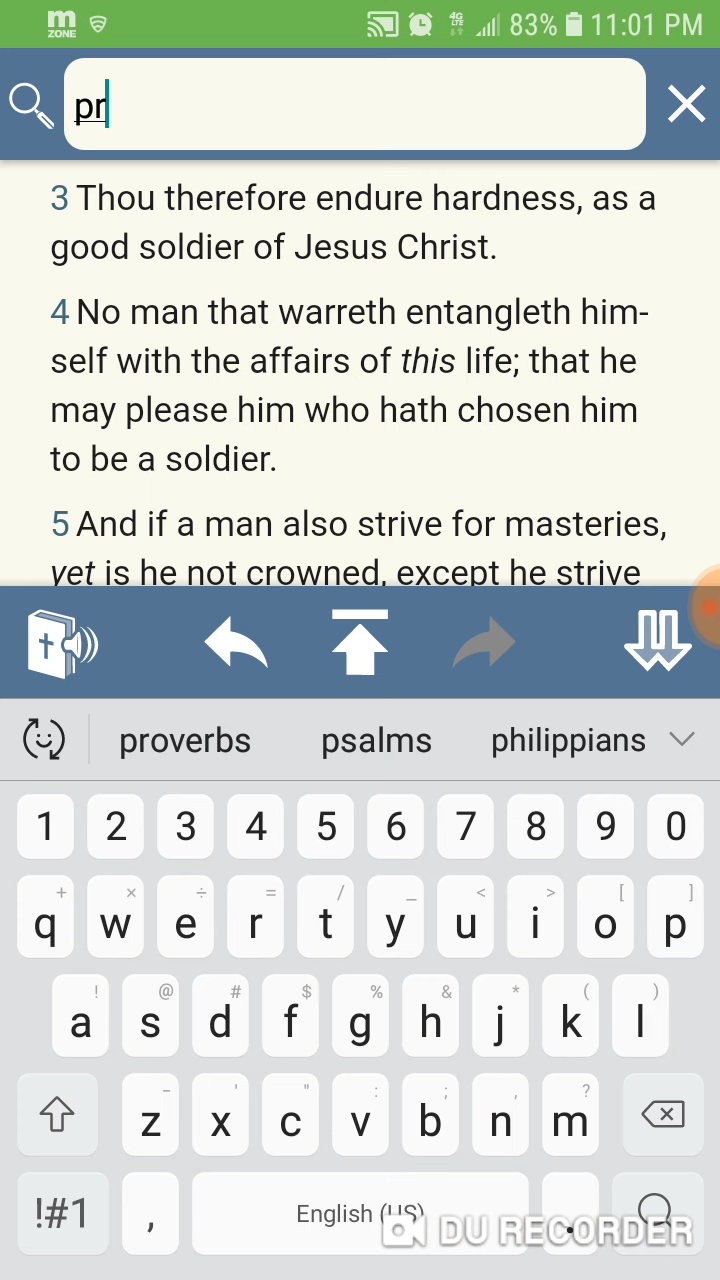 m
ZONE
4G
LTE
83%
11:01 PM
pr
3 Thou therefore endure hardness, as a
good soldier of Jesus Christ.
4 No man that warreth entangleth him-
self with the affairs of this life; that he
may please him who hath chosen him
to be a soldier.
5 And if a man also strive for masteries,
yet is he not crowned, except he strive
proverbs psalms philippians
1 2 3 4 5 6 7 8 9 0
+ × ÷ = / _ < > [ ]
q w e r t y u i o p
! @ # $ % & * ( )
a s d f g h j k l
- ' " : ; , ?
z x c v b n m
!#1 , English (US) .
DU RECORDER